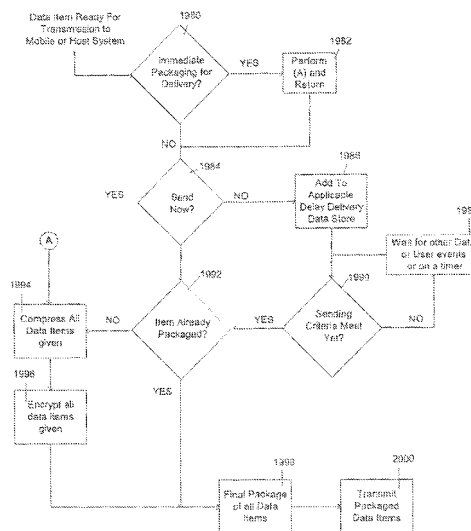 Data Item Ready For
Transmission to
Mobile or Host System
1980
Immediate
Packaging for
Delivery?
YES
1982
Perform
(A) and
Return
NO
1984
YES
Send
Now?
NO
1986
Add To
Applicable
Delay Delivery
Data Store
Wait for other Data
or User events
or on a timer
A
1994
Compress All
Data Items
given
NO
1992
Item Already
Packaged?
YES
1990
Sending
Criteria Meet
Yet?
NO
1996
Encrypt all
data items
given
YES
1998
Final Package
of all Data
Items
2000
Transmit
Packaged
Data Items